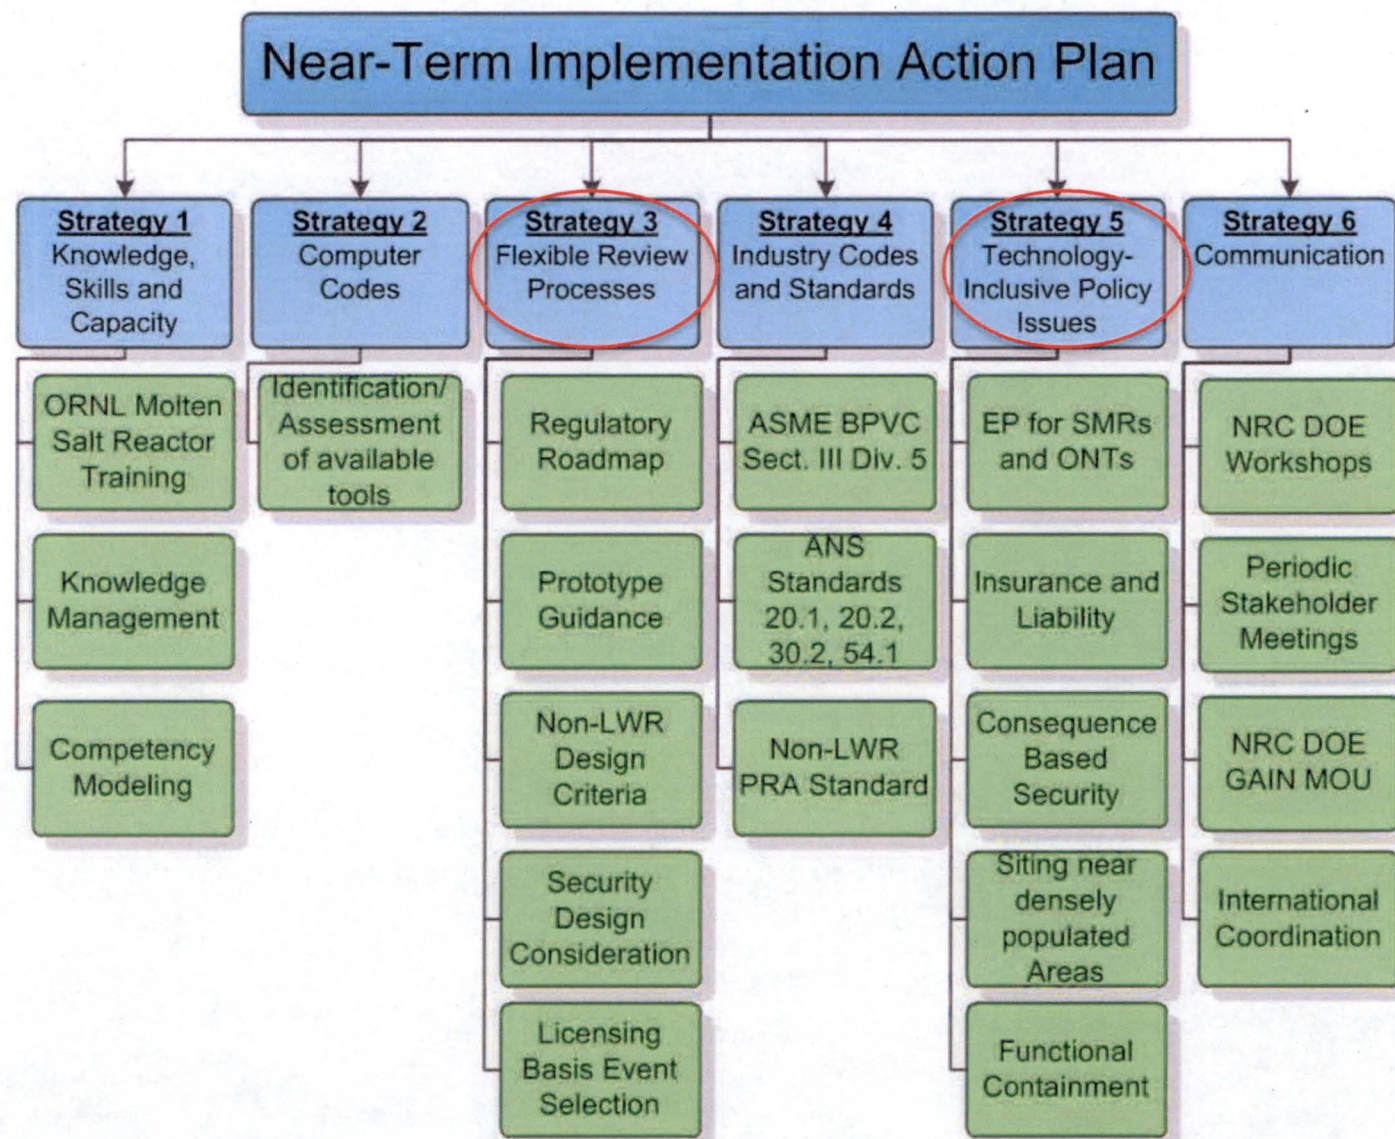 Near-Term Implementation Action Plan
Strategy 1
Knowledge,
Skills and
Capacity
ORNL Molten
Salt Reactor
Training
Knowledge
Management
Competency
Modeling
Strategy 2
Computer
Codes
Identification/
Assessment
of available
tools
Strategy 3
Flexible Review
Processes
Regulatory
Roadmap
Prototype
Guidance
Non-LWR
Design
Criteria
Security
Design
Consideration
Licensing
Basis Event
Selection
Strategy 4
Industry Codes
and Standards
ASME BPVC
Sect. III Div. 5
ANS
Standards
20.1, 20.2,
30.2, 54.1
Non-LWR
PRA Standard
Strategy 5
Technology-
Inclusive Policy
Issues
EP for SMRs
and ONTs
Insurance and
Liability
Consequence
Based
Security
Siting near
densely
populated
Areas
Functional
Containment
Strategy 6
Communication
NRC DOE
Workshops
Periodic
Stakeholder
Meetings
NRC DOE
GAIN MOU
International
Coordination